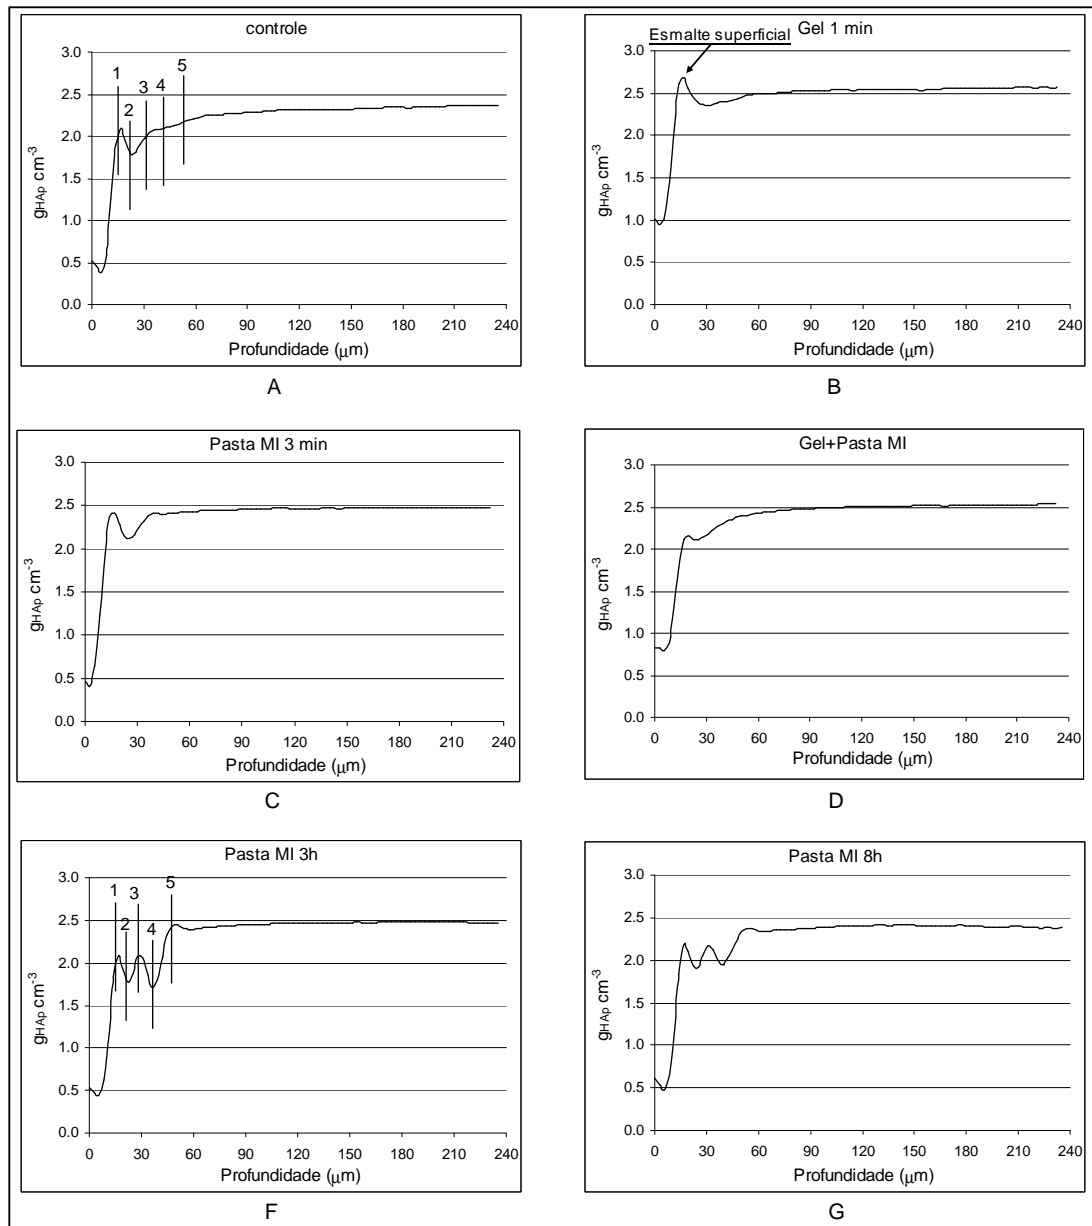 controle
3.0
2.5
2.0
1.5
1.0
0.5
0.0
gHAp cm-3
1
2
3
4
5
0 30 60 90 120 150 180 210 240
Profundidade (μm)
A
Esmalte superficial
Gel 1 min
3.0
2.5
2.0
1.5
1.0
0.5
0.0
gHAp cm-3
0 30 60 90 120 150 180 210 240
Profundidade (μm)
B
Pasta MI 3 min
3.0
2.5
2.0
1.5
1.0
0.5
0.0
gHAp cm-3
0 30 60 90 120 150 180 210 240
Profundidade (μm)
C
Gel+Pasta MI
3.0
2.5
2.0
1.5
1.0
0.5
0.0
gHAp cm-3
0 30 60 90 120 150 180 210 240
Profundidade (μm)
D
Pasta MI 3h
3.0
2.5
2.0
1.5
1.0
0.5
0.0
gHAp cm-3
1
2
3
4
5
0 30 60 90 120 150 180 210 240
Profundidade (μm)
F
Pasta MI 8h
3.0
2.5
2.0
1.5
1.0
0.5
0.0
gHAp cm-3
0 30 60 90 120 150 180 210 240
Profundidade (μm)
G